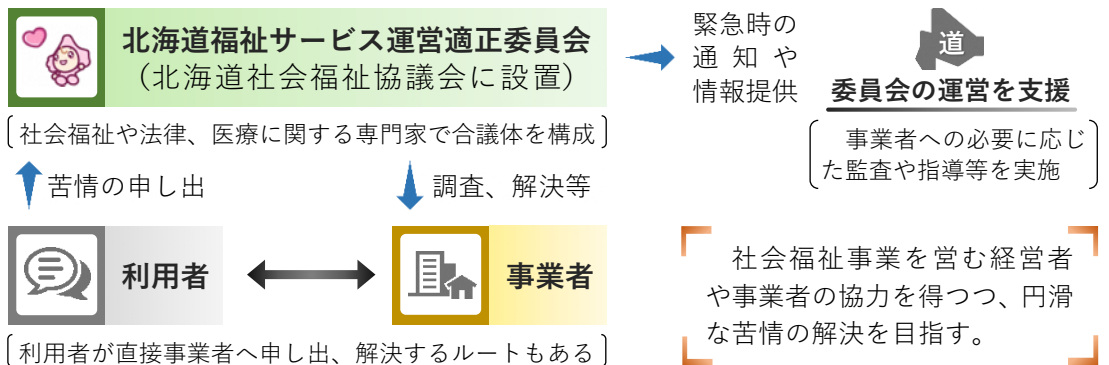 北海道福祉サービス運営適正委員会
（北海道社会福祉協議会に設置）
社会福祉や法律、医療に関する専門家で合議体を構成
緊急時の
通知や
情報提供
道
委員会の運営を支援
事業者への必要に応じ
た監査や指導等を実施
苦情の申し出
調査、解決等
利用者
事業者
利用者が直接事業者へ申し出、解決するルートもある
社会福祉事業を営む経営者
や事業者の協力を得つつ、円滑
な苦情の解決を目指す。